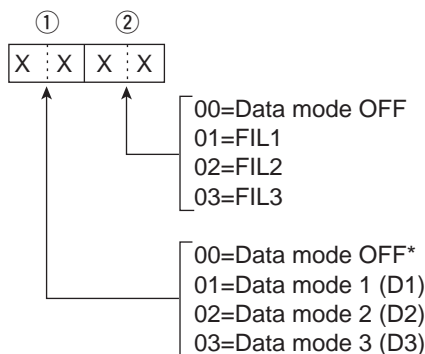 ① ②
X X X X
00=Data mode OFF
01=FIL1
02=FIL2
03=FIL3
00=Data mode OFF*
01=Data mode 1 (D1)
02=Data mode 2 (D2)
03=Data mode 3 (D3)